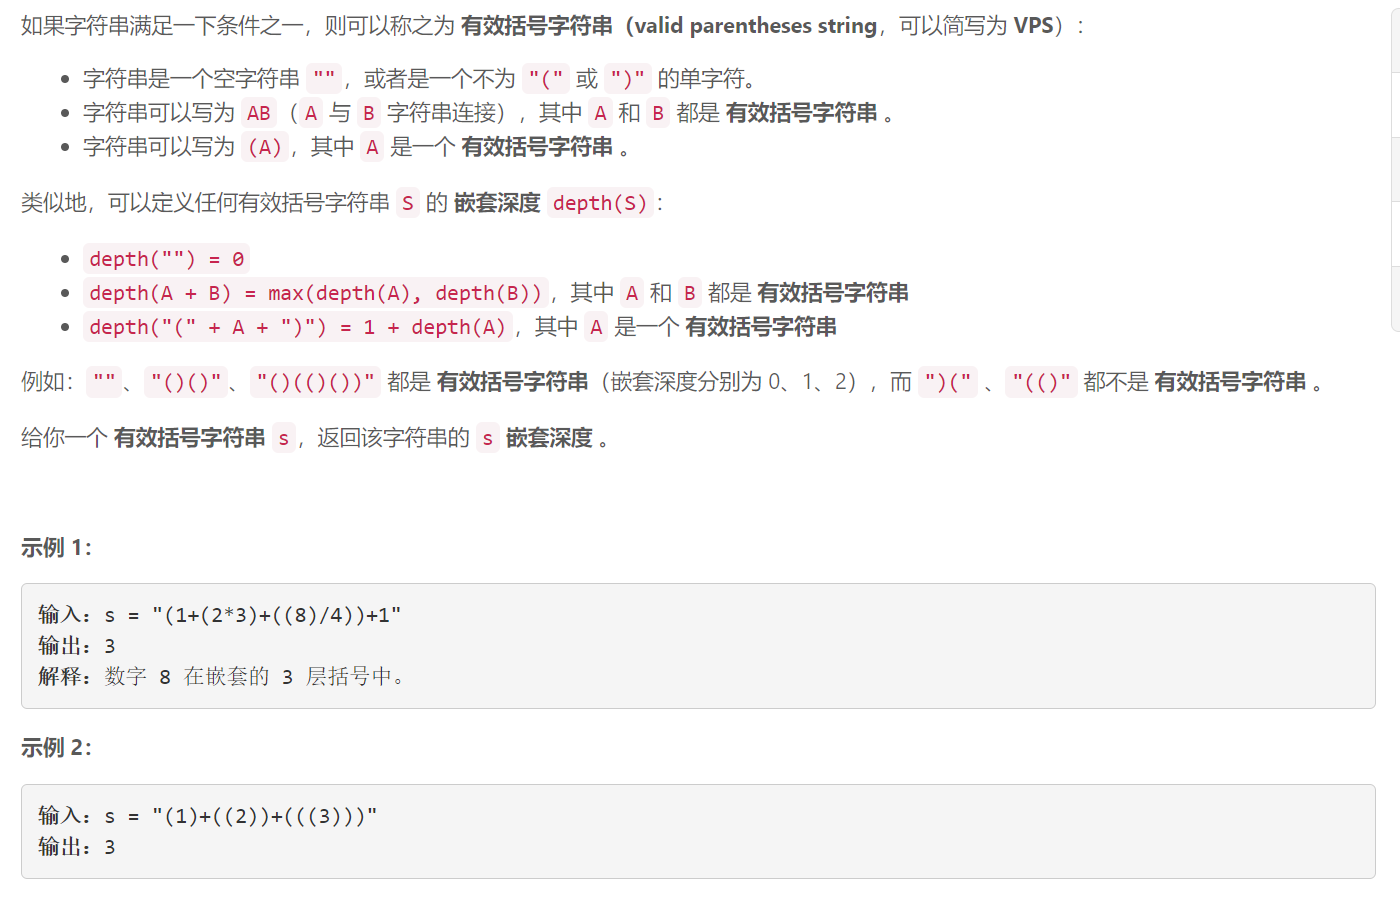 如果字符串满足一下条件之一，则可以称之为 有效括号字符串（valid parentheses string，可以简写为 VPS）：
• 字符串是一个空字符串 ""，或者是一个不为 "(" 或 ")" 的单字符。
• 字符串可以写为 AB（A 与 B 字符串连接），其中 A 和 B 都是 有效括号字符串 。
• 字符串可以写为 (A)，其中 A 是一个 有效括号字符串 。
类似地，可以定义任何有效括号字符串 S 的 嵌套深度 depth(S)：
• depth("") = 0
• depth(A + B) = max(depth(A), depth(B))，其中 A 和 B 都是 有效括号字符串
• depth("(" + A + ")") = 1 + depth(A)，其中 A 是一个 有效括号字符串
例如：""、"()()"、"()(()())" 都是 有效括号字符串（嵌套深度分别为 0、1、2），而 ")(" 、"(()" 都不是 有效括号字符串 。
给你一个 有效括号字符串 s，返回该字符串的 s 嵌套深度 。
示例 1：
输入：s = "(1+(2*3)+((8)/4))+1"
输出：3
解释：数字 8 在嵌套的 3 层括号中。
示例 2：
输入：s = "(1)+((2))+(((3)))"
输出：3